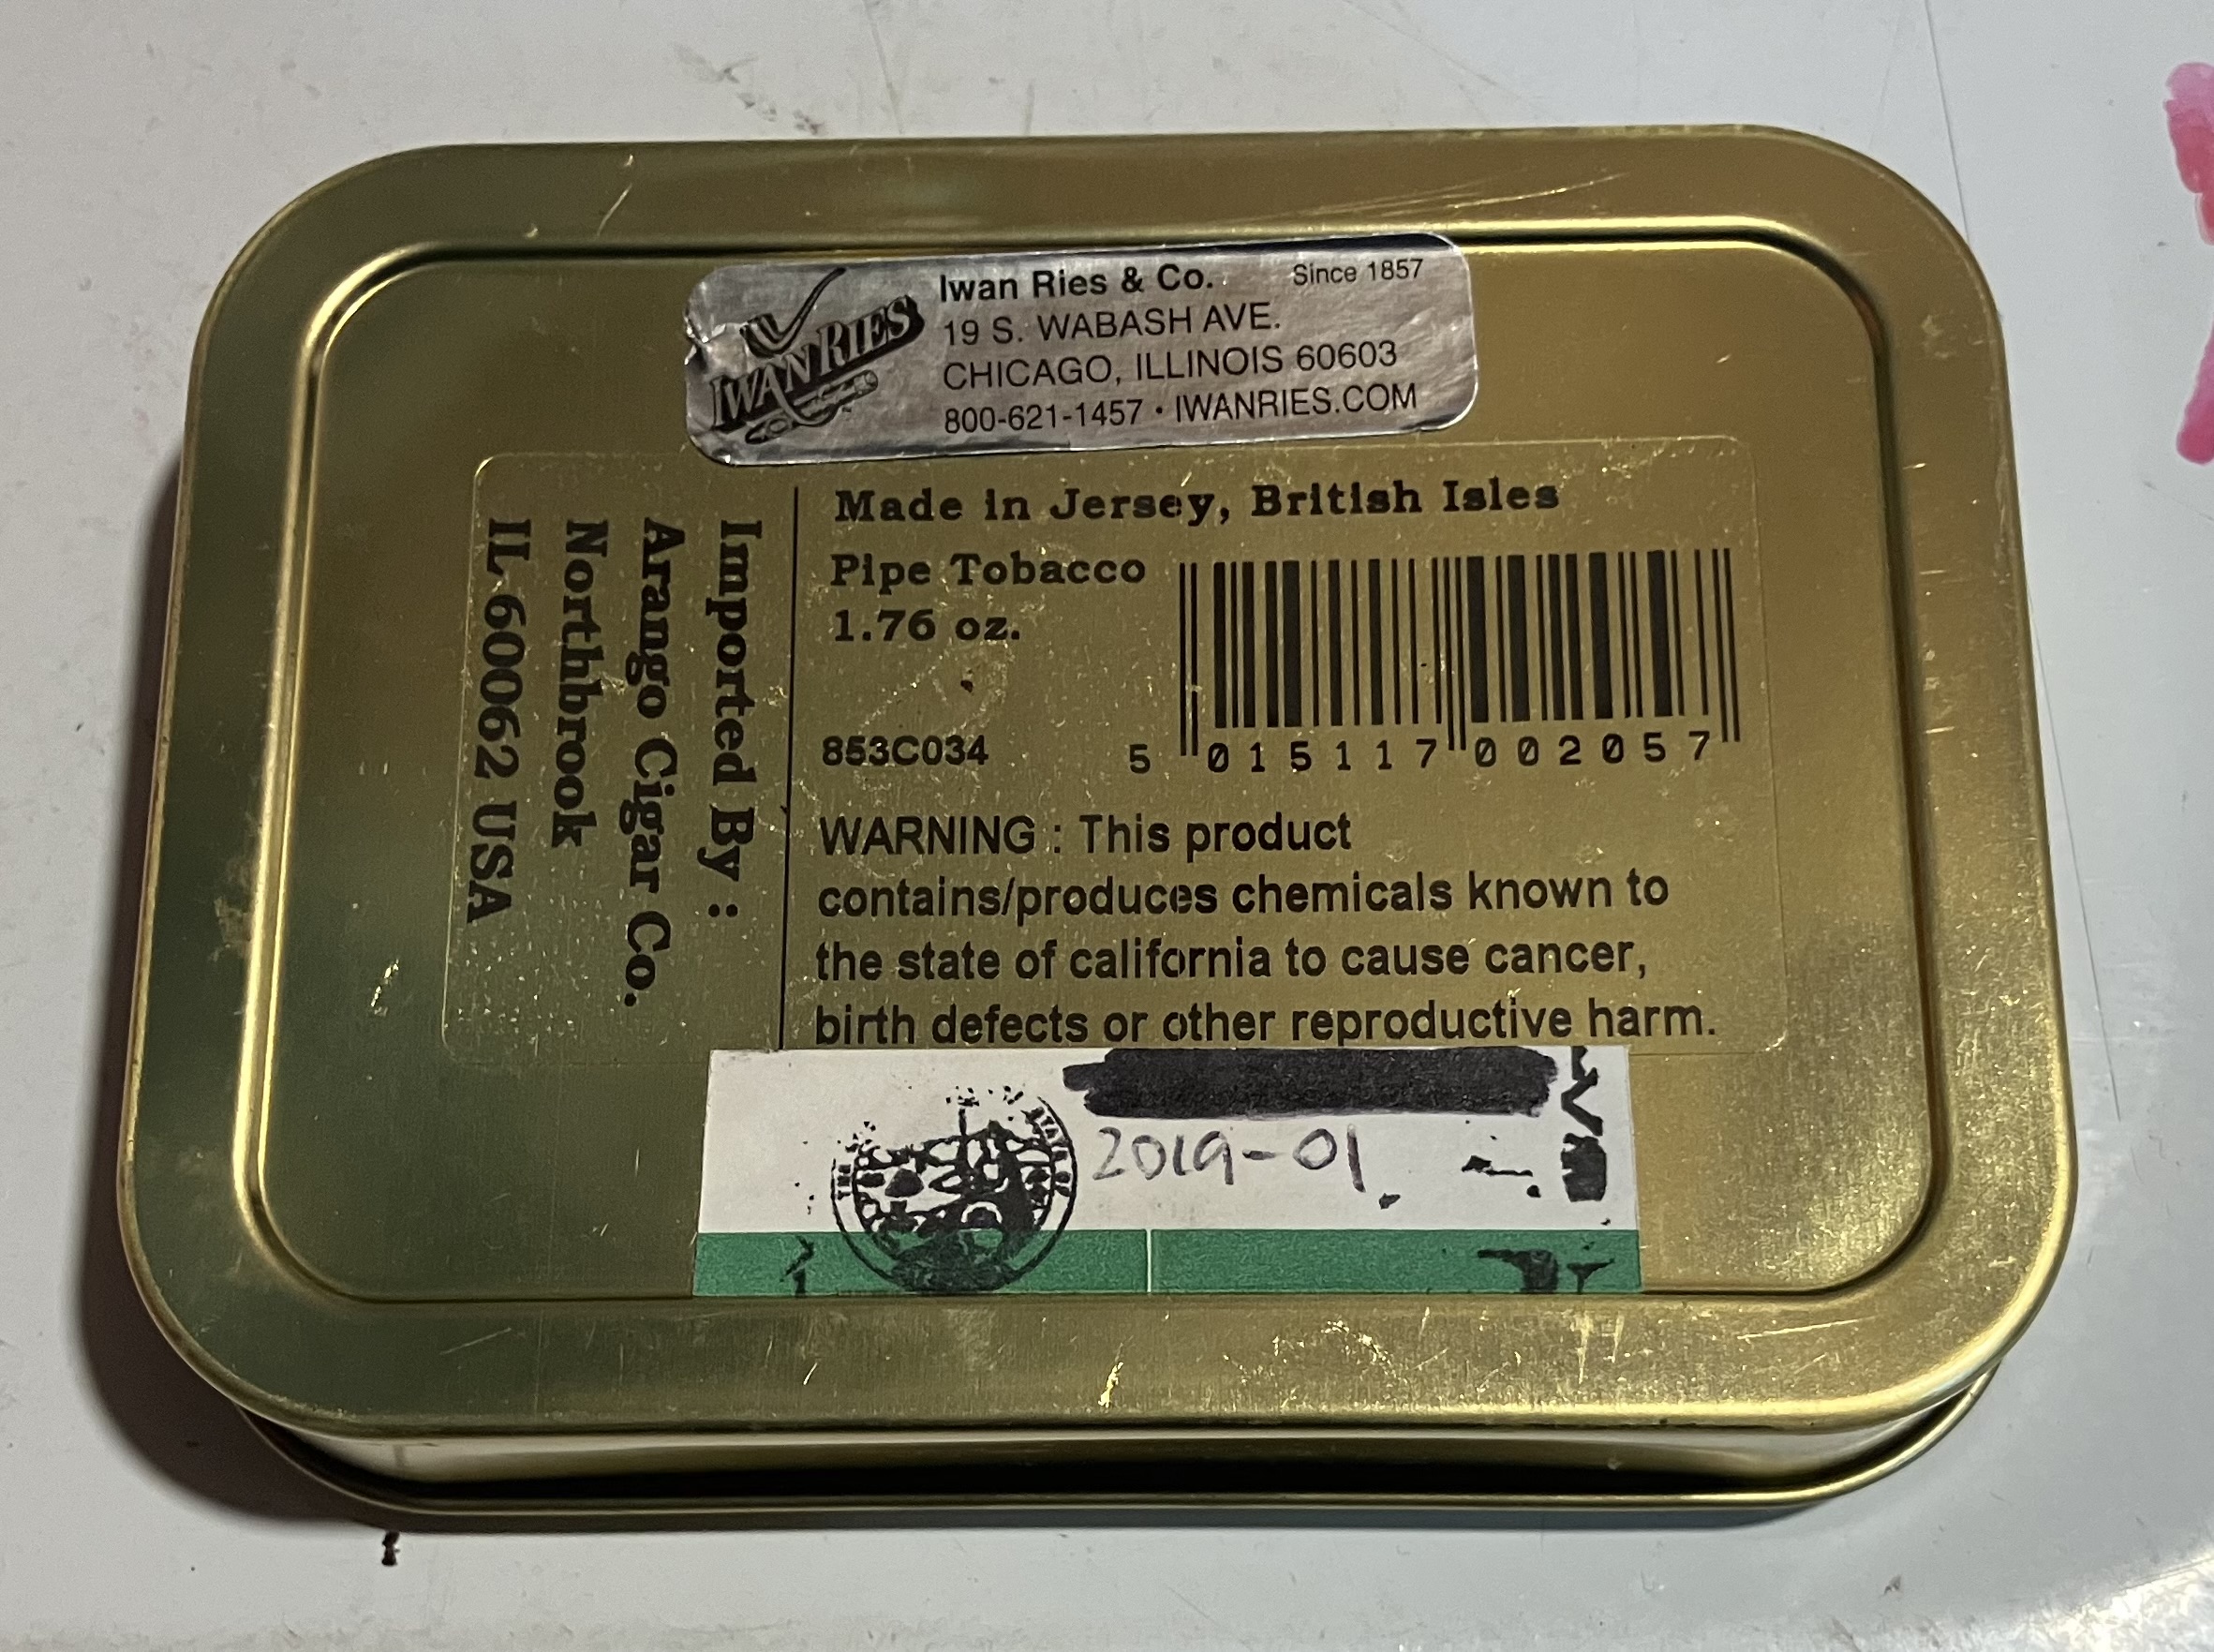 IWAN RIES
Iwan Ries & Co. Since 1857
19 S. WABASH AVE.
CHICAGO, ILLINOIS 60603
800-621-1457 • IWANRIES.COM
Imported By :
Arango Cigar Co.
Northbrook
IL 60062 USA
Made in Jersey, British Isles
Pipe Tobacco
1.76 oz.
853C034
5 015117 002057
WARNING : This product
contains/produces chemicals known to
the state of california to cause cancer,
birth defects or other reproductive harm.
2019-01
STATE OF